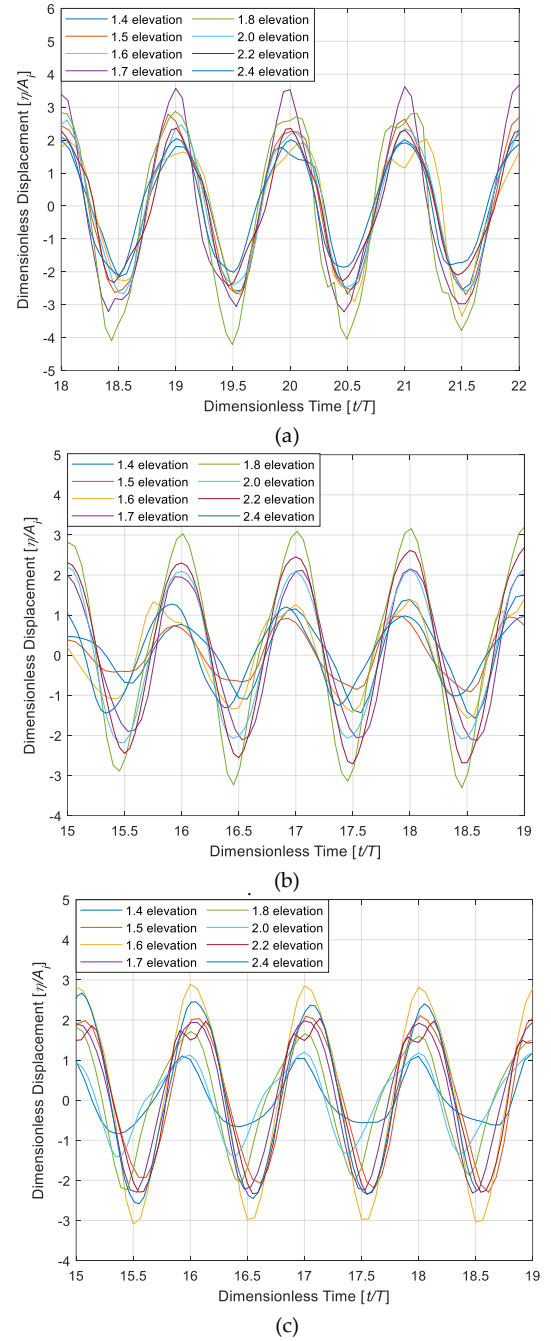 6
5
4
3
2
1
0
-1
-2
-3
-4
-5
1.4 elevation 1.8 elevation
1.5 elevation 2.0 elevation
1.6 elevation 2.2 elevation
1.7 elevation 2.4 elevation
Dimensionless Displacement [η/A_i]
18 18.5 19 19.5 20 20.5 21 21.5 22
Dimensionless Time [t/T]
(a)
5
4
3
2
1
0
-1
-2
-3
-4
1.4 elevation 1.8 elevation
1.5 elevation 2.0 elevation
1.6 elevation 2.2 elevation
1.7 elevation 2.4 elevation
Dimensionless Displacement [η/A_i]
15 15.5 16 16.5 17 17.5 18 18.5 19
Dimensionless Time [t/T]
(b)
5
4
3
2
1
0
-1
-2
-3
-4
1.4 elevation 1.8 elevation
1.5 elevation 2.0 elevation
1.6 elevation 2.2 elevation
1.7 elevation 2.4 elevation
Dimensionless Displacement [η/A_i]
15 15.5 16 16.5 17 17.5 18 18.5 19
Dimensionless Time [t/T]
(c)